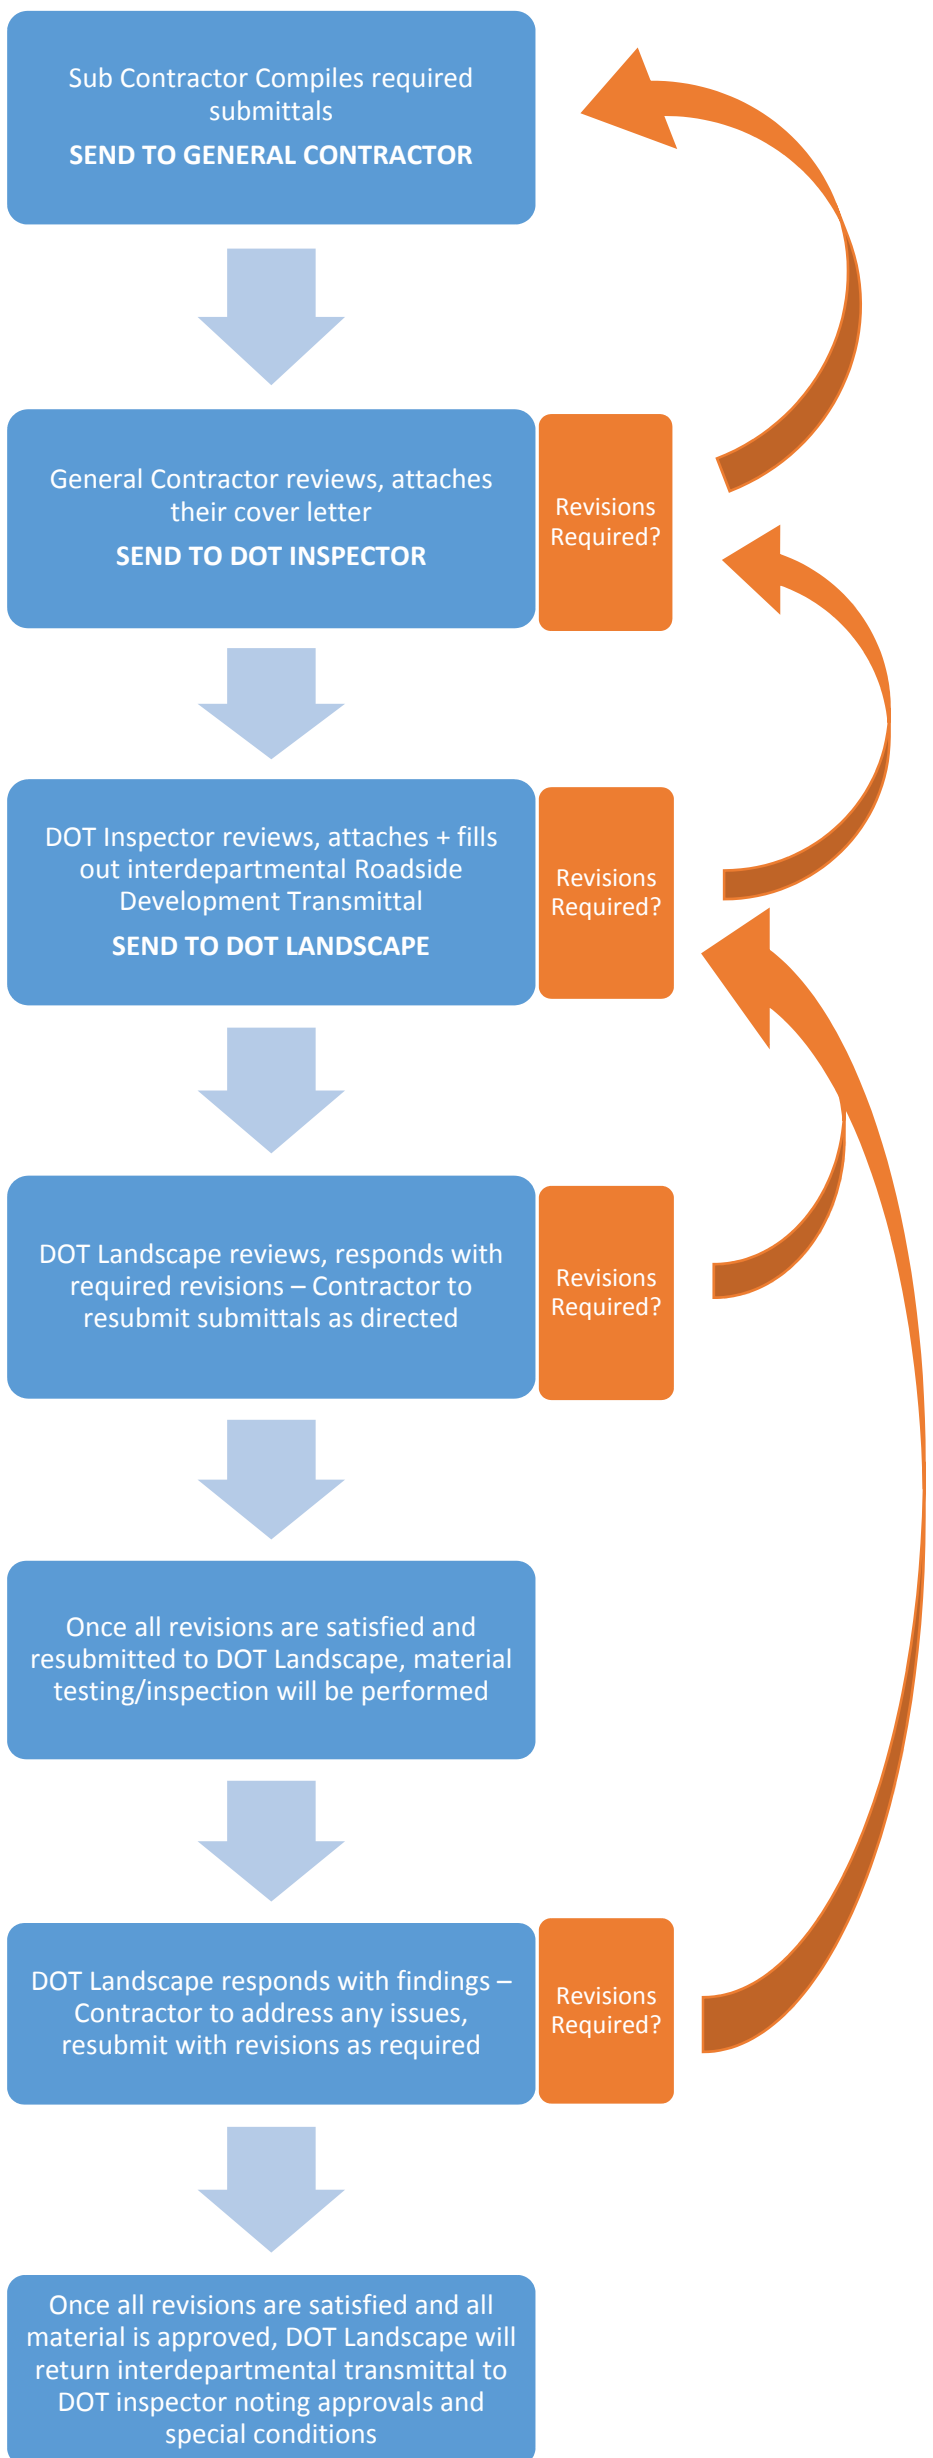 Sub Contractor Compiles required
submittals
SEND TO GENERAL CONTRACTOR
General Contractor reviews, attaches
their cover letter
SEND TO DOT INSPECTOR
Revisions
Required?
DOT Inspector reviews, attaches + fills
out interdepartmental Roadside
Development Transmittal
SEND TO DOT LANDSCAPE
Revisions
Required?
DOT Landscape reviews, responds with
required revisions – Contractor to
resubmit submittals as directed
Revisions
Required?
Once all revisions are satisfied and
resubmitted to DOT Landscape, material
testing/inspection will be performed
DOT Landscape responds with findings –
Contractor to address any issues,
resubmit with revisions as required
Revisions
Required?
Once all revisions are satisfied and all
material is approved, DOT Landscape will
return interdepartmental transmittal to
DOT inspector noting approvals and
special conditions